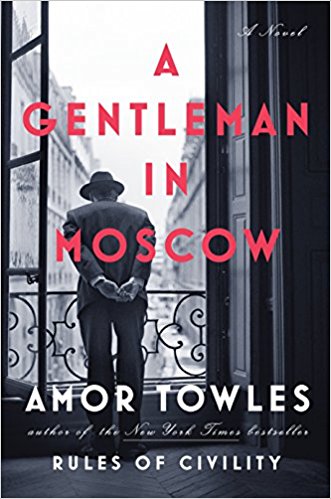 A Novel
A
GENTLEMAN
IN
MOSCOW
AMOR TOWLES
author of the New York Times bestseller
RULES OF CIVILITY